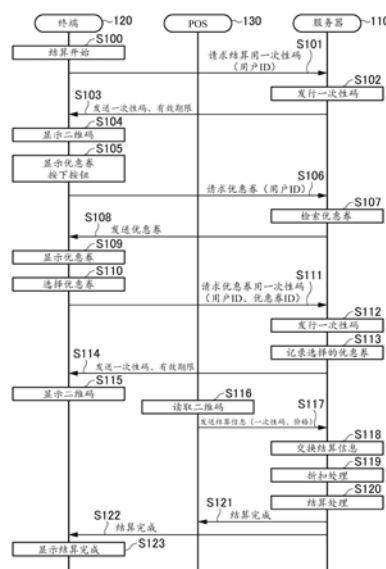 120
130
110
终端
POS
服务器
S100
结算开始
S101
请求结算用一次性码
(用户ID)
S102
发行一次性码
S103
发送一次性码、有效期限
S104
显示二维码
S105
显示优惠券
按下按钮
S106
请求优惠券(用户ID)
S107
检索优惠券
S108
发送优惠券
S109
显示优惠券
S110
选择优惠券
S111
请求优惠券用一次性码
(用户ID、优惠券ID)
S112
发行一次性码
S113
记录选择的优惠券
S114
发送一次性码、有效期限
S115
显示二维码
S116
读取二维码
S117
发送结算信息(一次性码、价格)
S118
交换结算信息
S119
折扣处理
S120
结算处理
S121
结算完成
S122
结算完成
S123
显示结算完成